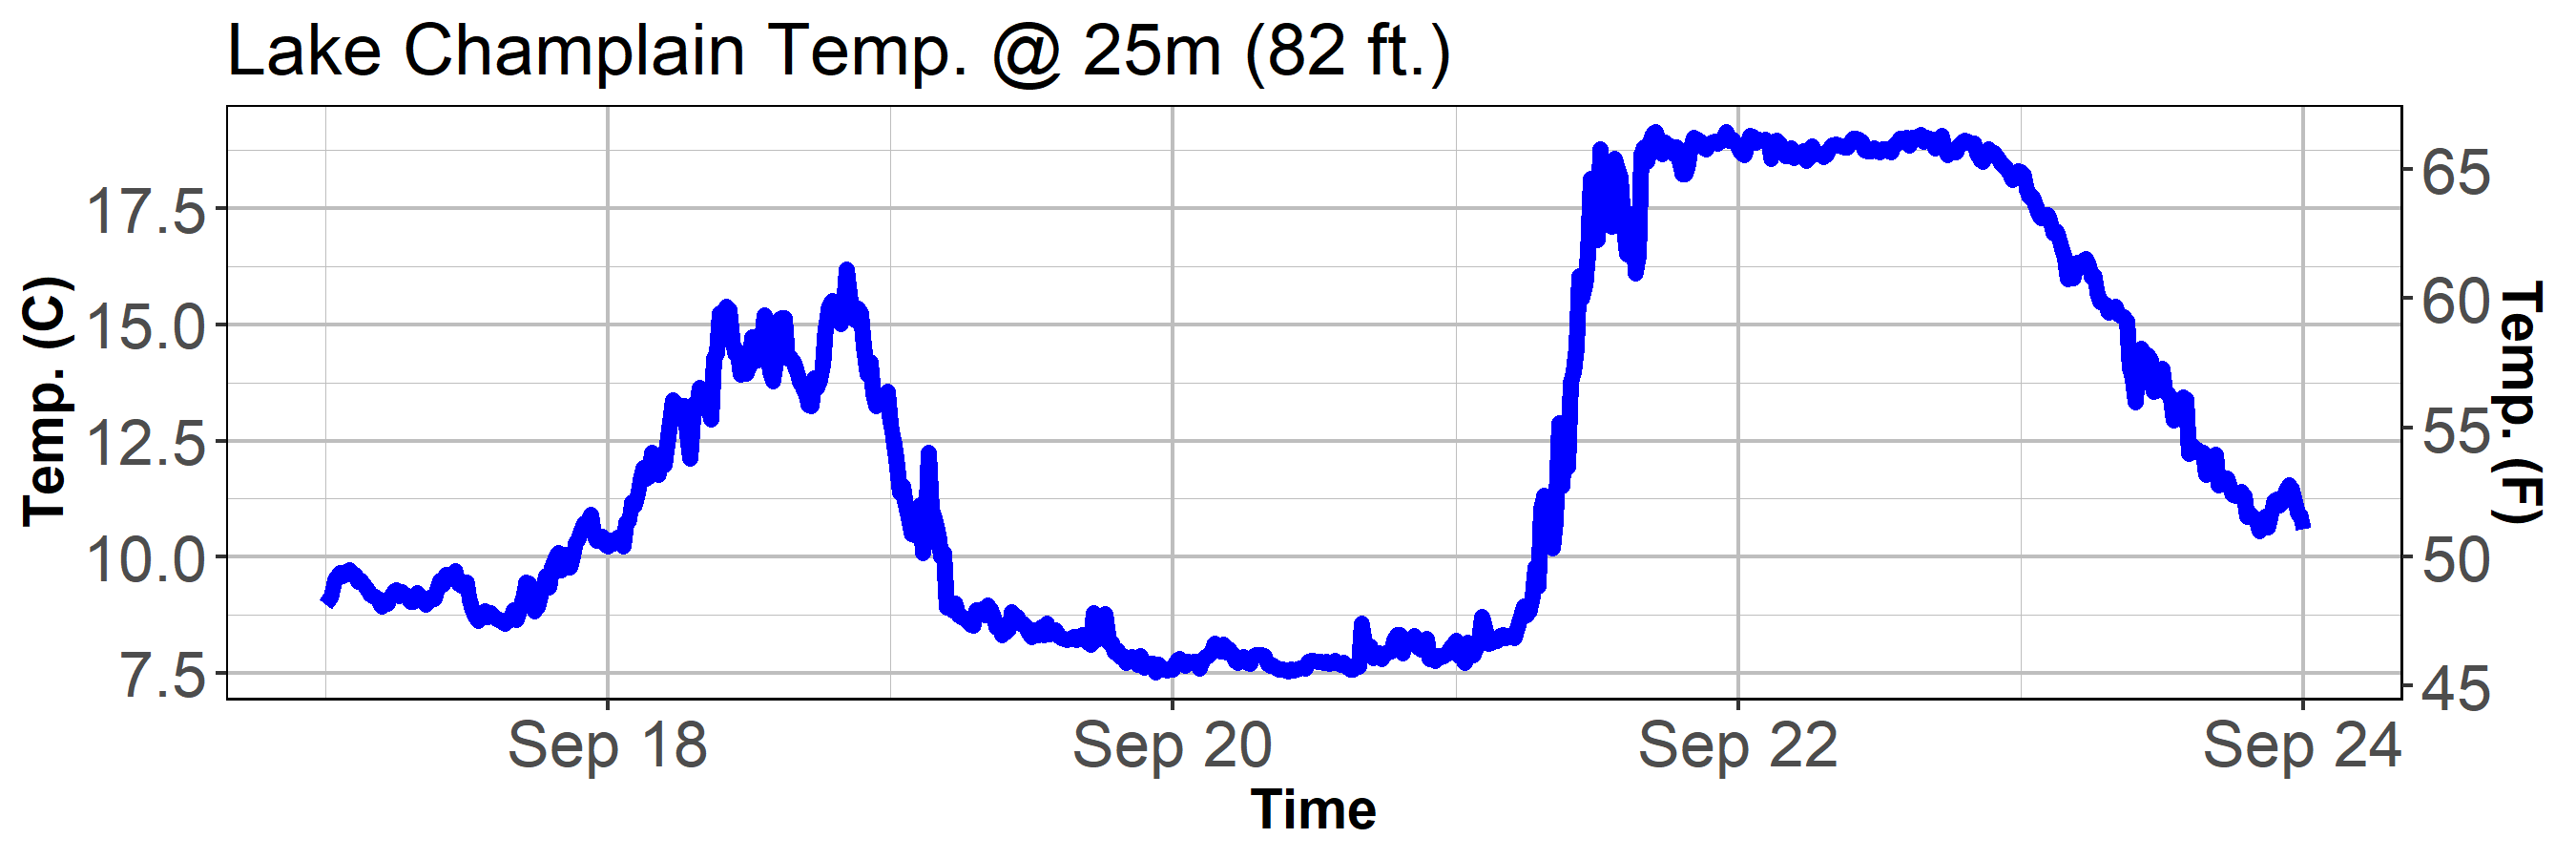 Lake Champlain Temp. @ 25m (82 ft.)
Temp. (C)
17.5
15.0
12.5
10.0
7.5
65
60
55
50
45
Temp. (F)
Sep 18
Sep 20
Sep 22
Sep 24
Time